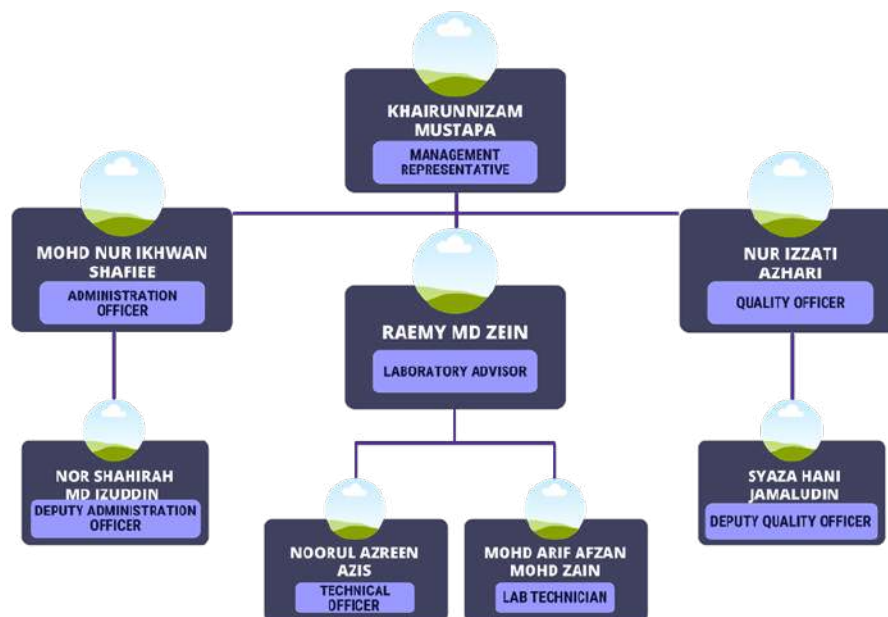 KHAIRUNNIZAM
MUSTAPA
MANAGEMENT
REPRESENTATIVE
MOHD NUR IKHWAN
SHAFIEE
ADMINISTRATION
OFFICER
RAEMY MD ZEIN
LABORATORY ADVISOR
NUR IZZATI
AZHARI
QUALITY OFFICER
NOR SHAHIRAH
MD IZUDDIN
DEPUTY ADMINISTRATION
OFFICER
NOORUL AZREEN
AZIS
TECHNICAL
OFFICER
MOHD ARIF AFZAN
MOHD ZAIN
LAB TECHNICIAN
SYAZA HANI
JAMALUDIN
DEPUTY QUALITY OFFICER